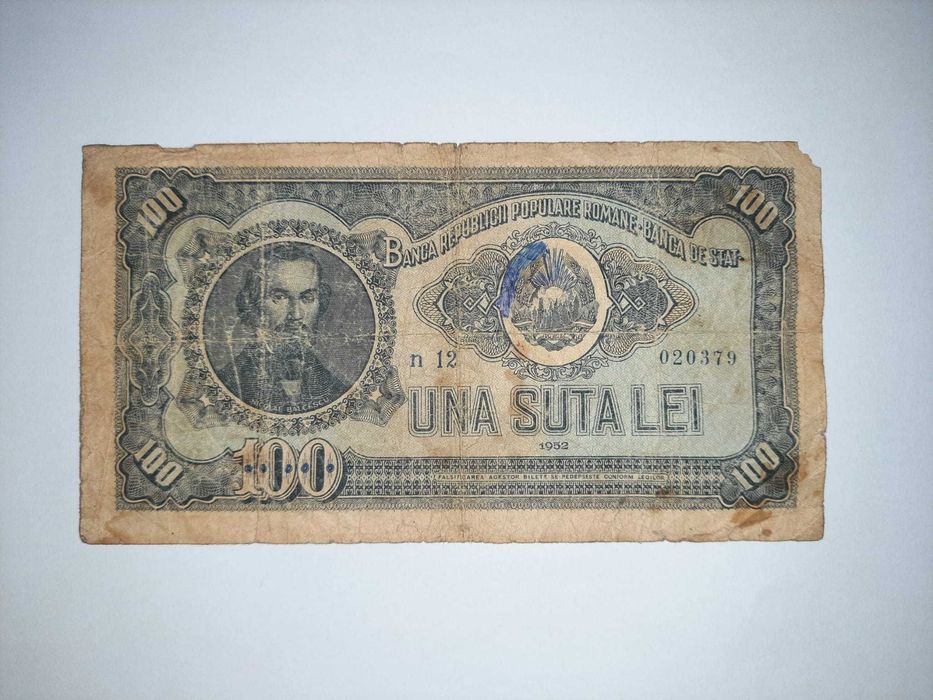 100
100
BANCA REPUBLICII POPULARE ROMANE-BANCA DE STAT-
n 12
020379
BALCESCU
UNA SUTA LEI
1952
100
100
100
FALSIFICAREA ACESTOR BILETE SE PEDEPSESTE CONFORM LEGILOR